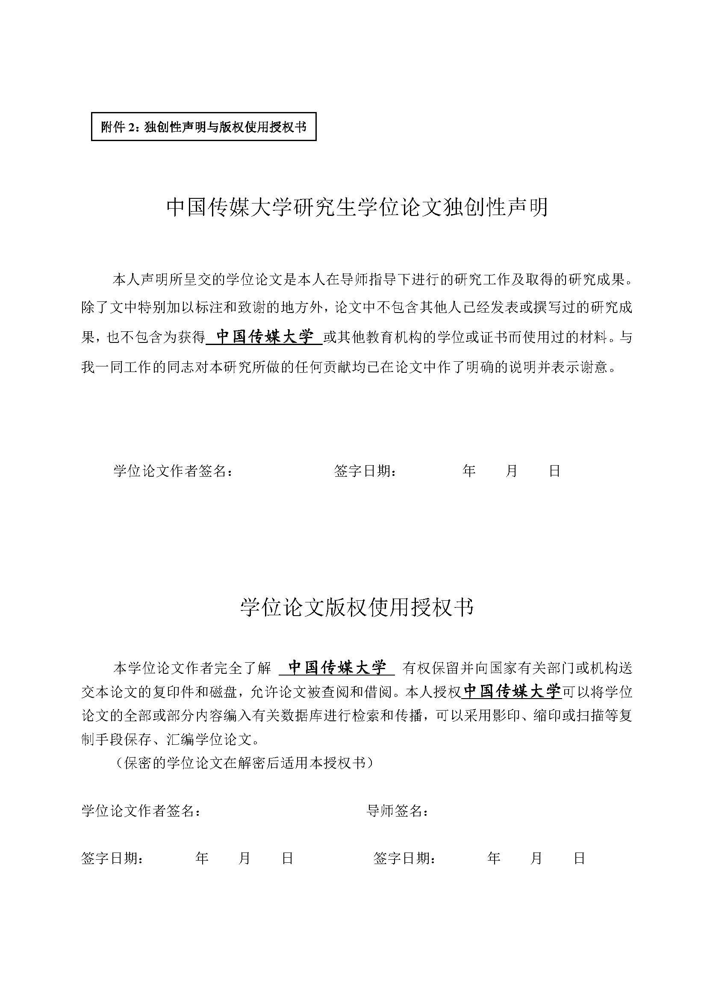 附件 2：独创性声明与版权使用授权书
中国传媒大学研究生学位论文独创性声明
本人声明所呈交的学位论文是本人在导师指导下进行的研究工作及取得的研究成果。
除了文中特别加以标注和致谢的地方外，论文中不包含其他人已经发表或撰写过的研究成
果，也不包含为获得 中国传媒大学 或其他教育机构的学位或证书而使用过的材料。与
我一同工作的同志对本研究所做的任何贡献均已在论文中作了明确的说明并表示谢意。
学位论文作者签名： 签字日期： 年 月 日
学位论文版权使用授权书
本学位论文作者完全了解 中国传媒大学 有权保留并向国家有关部门或机构送
交本论文的复印件和磁盘，允许论文被查阅和借阅。本人授权中国传媒大学可以将学位
论文的全部或部分内容编入有关数据库进行检索和传播，可以采用影印、缩印或扫描等复
制手段保存、汇编学位论文。
（保密的学位论文在解密后适用本授权书）
学位论文作者签名： 导师签名：
签字日期： 年 月 日 签字日期： 年 月 日